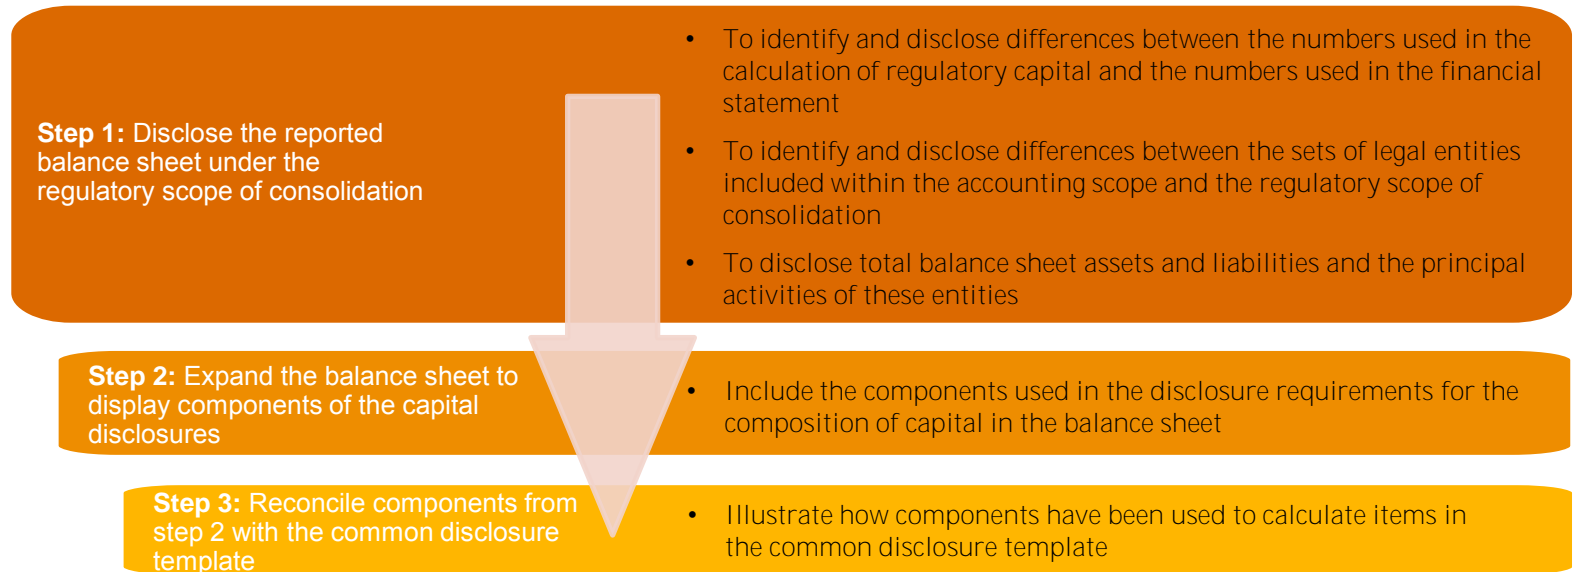 Step 1: Disclose the reported
balance sheet under the
regulatory scope of consolidation
• To identify and disclose differences between the numbers used in the
calculation of regulatory capital and the numbers used in the financial
statement
• To identify and disclose differences between the sets of legal entities
included within the accounting scope and the regulatory scope of
consolidation
• To disclose total balance sheet assets and liabilities and the principal
activities of these entities
Step 2: Expand the balance sheet to
display components of the capital
disclosures
• Include the components used in the disclosure requirements for the
composition of capital in the balance sheet
Step 3: Reconcile components from
step 2 with the common disclosure
template
• Illustrate how components have been used to calculate items in
the common disclosure template